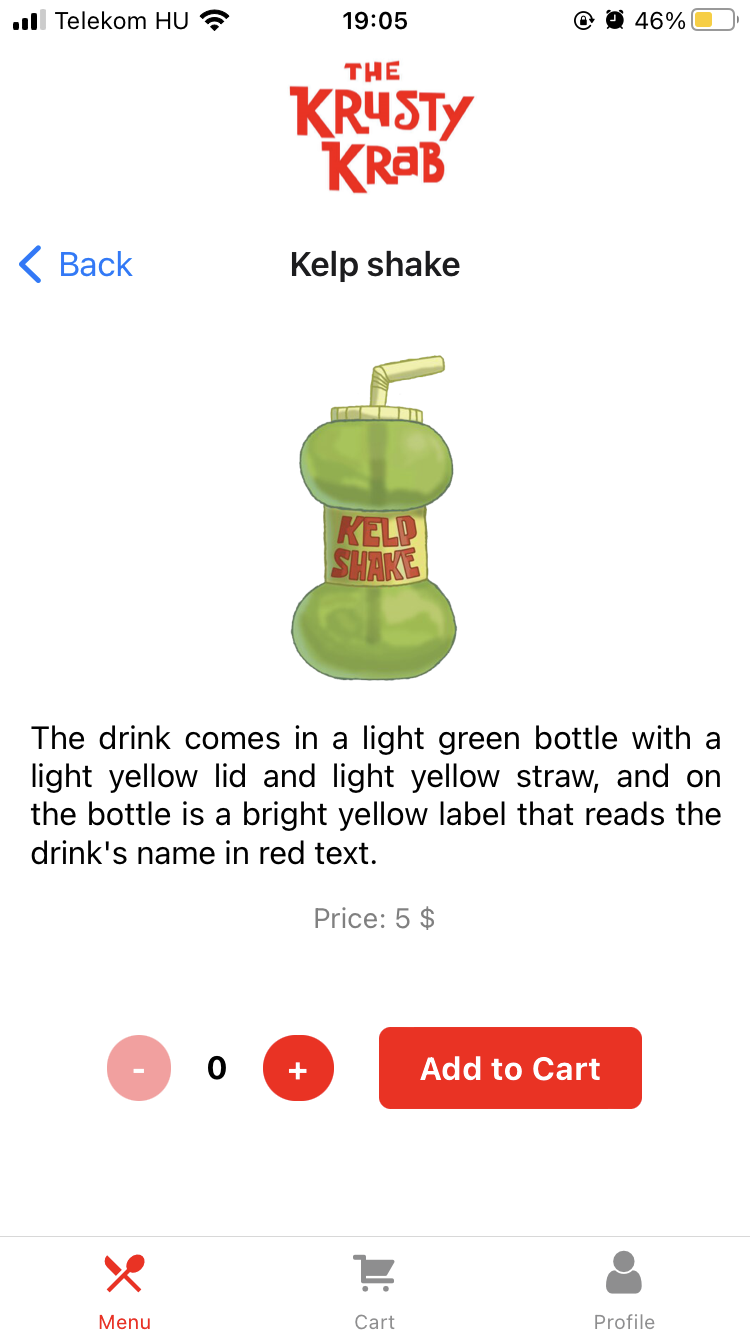 Telekom HU 19:05 46%
THE
KRUSTY
KRaB
Back Kelp shake
KELP
SHAKE
The drink comes in a light green bottle with a
light yellow lid and light yellow straw, and on
the bottle is a bright yellow label that reads the
drink's name in red text.
Price: 5 $
- 0 + Add to Cart
Menu Cart Profile